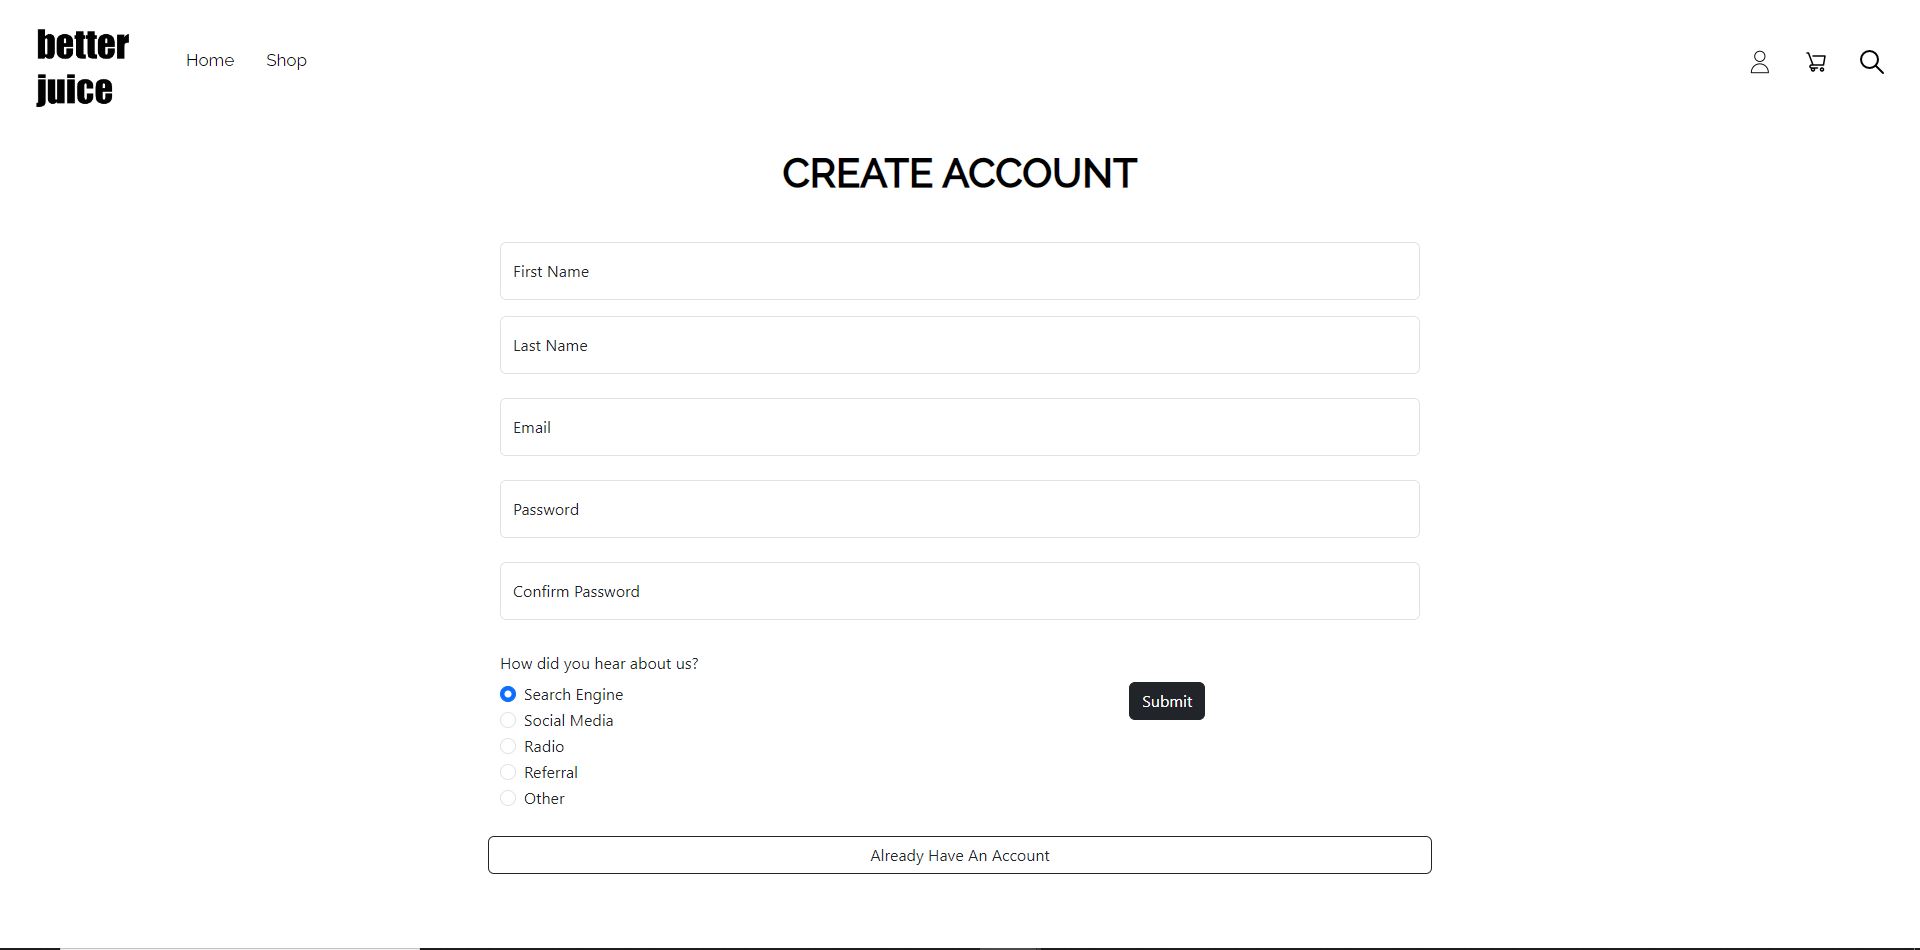 better
juice
Home
Shop
CREATE ACCOUNT
First Name
Last Name
Email
Password
Confirm Password
How did you hear about us?
Search Engine
Social Media
Radio
Referral
Other
Submit
Already Have An Account